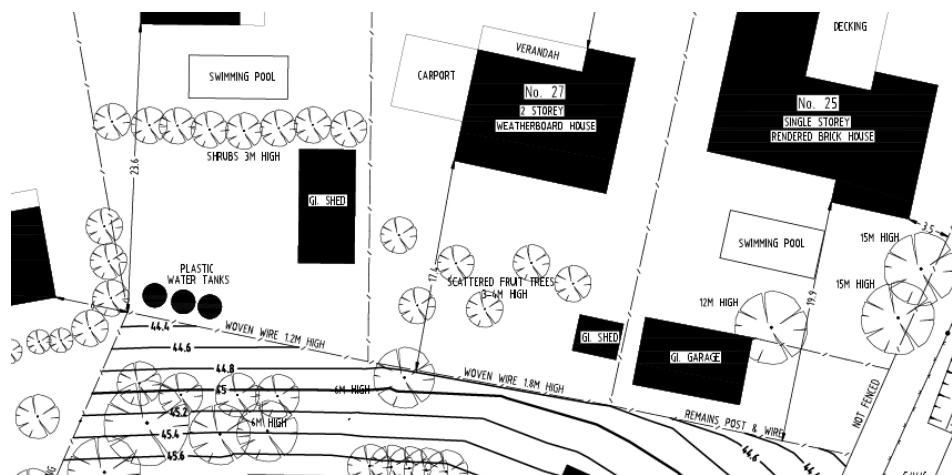 DECKING
VERANDAH
SWIMMING POOL
CARPORT
No. 27
2 STOREY
WEATHERBOARD HOUSE
No. 25
SINGLE STOREY
RENDERED BRICK HOUSE
SHRUBS 3M HIGH
23.6
GI. SHED
3.5
15M HIGH
SWIMMING POOL
PLASTIC
WATER TANKS
17.4
SCATTERED FRUIT TREES
3-4M HIGH
15M HIGH
12M HIGH
19.9
44.4
WOVEN WIRE 1.2M HIGH
GI. SHED
44.6
GI. GARAGE
44.8
WOVEN WIRE 1.8M HIGH
45
6M HIGH
NOT FENCED
45.2
6M HIGH
REMAINS POST & WIRE
45.4
45.6
44.6